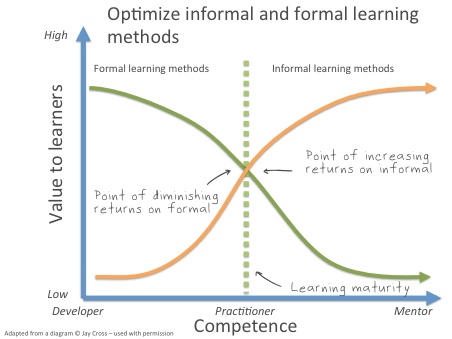 Optimize informal and formal learning
methods
High
Formal learning methods
Informal learning methods
Value to learners
Point of increasing
returns on informal
Point of diminishing
returns on formal
Learning maturity
Low
Developer
Practitioner
Mentor
Competence
Adapted from a diagram © Jay Cross – used with permission